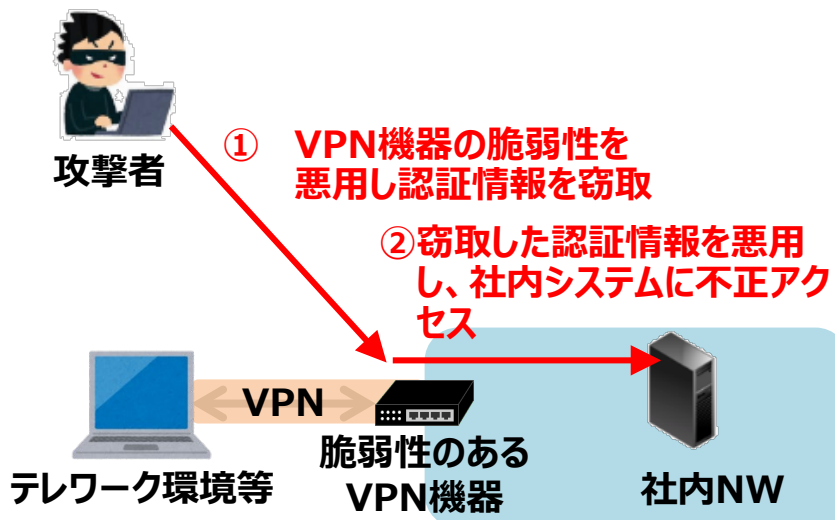 攻撃者
① VPN機器の脆弱性を
悪用し認証情報を窃取
②窃取した認証情報を悪用
し、社内システムに不正アク
セス
VPN
テレワーク環境等
脆弱性のある
VPN機器
社内NW